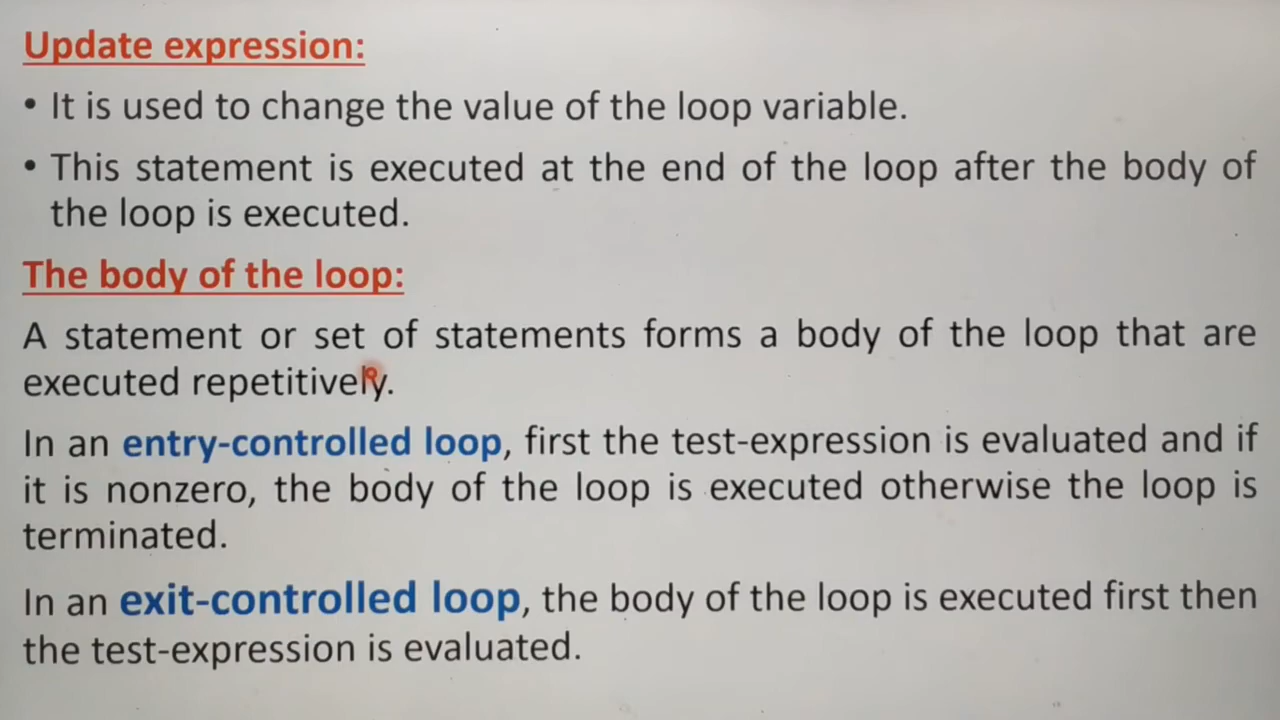 Update expression:
• It is used to change the value of the loop variable.
• This statement is executed at the end of the loop after the body of
the loop is executed.
The body of the loop:
A statement or set of statements forms a body of the loop that are
executed repetitively.
In an entry-controlled loop, first the test-expression is evaluated and if
it is nonzero, the body of the loop is executed otherwise the loop is
terminated.
In an exit-controlled loop, the body of the loop is executed first then
the test-expression is evaluated.